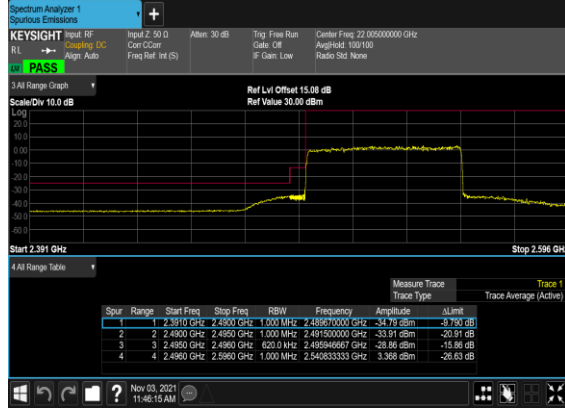 Spectrum Analyzer 1
Spurious Emissions
+
KEYSIGHT Input: RF Input Z: 50 Ω Atten: 30 dB Trig: Free Run Center Freq: 22.005000000 GHz
RL Coupling: DC Corr CCorr Gate: Off Avg|Hold: 100/100
Align: Auto Freq Ref: Int (S) IF Gain: Low Radio Std: None
PASS
3 All Range Graph
Ref Lvl Offset 15.08 dB
Scale/Div 10.0 dB Ref Value 30.00 dBm
Log
20.0
10.0
0.00
-10.0
-20.0
-30.0
-40.0
-50.0
-60.0
Start 2.391 GHz Stop 2.596 GH
4 All Range Table
Measure Trace Trace 1
Trace Type Trace Average (Active)
Spur Range Start Freq Stop Freq RBW Frequency Amplitude ΔLimit
1 1 2.3910 GHz 2.4900 GHz 1.000 MHz 2.489670000 GHz -34.79 dBm -9.790 dB
2 2 2.4900 GHz 2.4950 GHz 1.000 MHz 2.491500000 GHz -33.91 dBm -20.91 dB
3 3 2.4950 GHz 2.4960 GHz 620.0 kHz 2.495946667 GHz -28.86 dBm -15.86 dB
4 4 2.4960 GHz 2.5960 GHz 1.000 MHz 2.540833333 GHz 3.368 dBm -26.63 dB
? Nov 03, 2021
11:46:15 AM